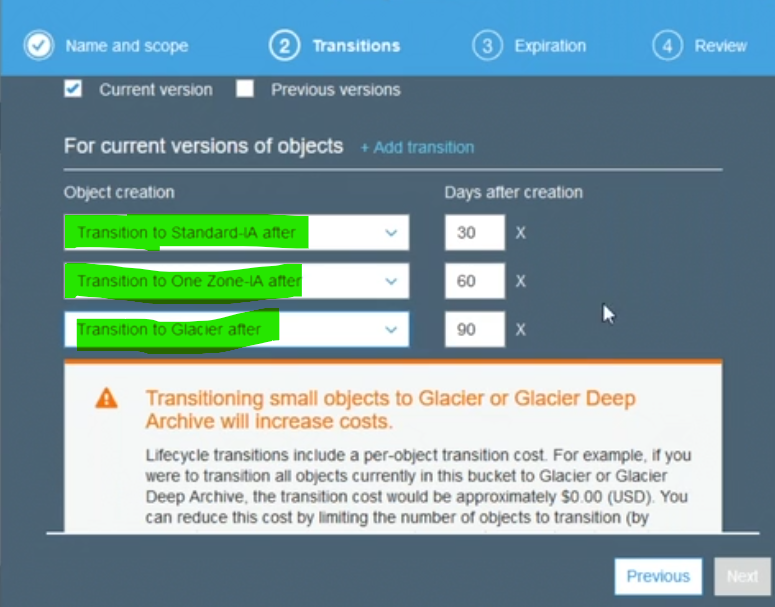 Name and scope 2 Transitions 3 Expiration 4 Review
Current version Previous versions
For current versions of objects + Add transition
Object creation Days after creation
Transition to Standard-IA after 30 X
Transition to One Zone-IA after 60 X
Transition to Glacier after 90 X
Transitioning small objects to Glacier or Glacier Deep
Archive will increase costs.
Lifecycle transitions include a per-object transition cost. For example, if you
were to transition all objects currently in this bucket to Glacier or Glacier
Deep Archive, the transition cost would be approximately $0.00 (USD). You
can reduce this cost by limiting the number of objects to transition (by
Previous Next